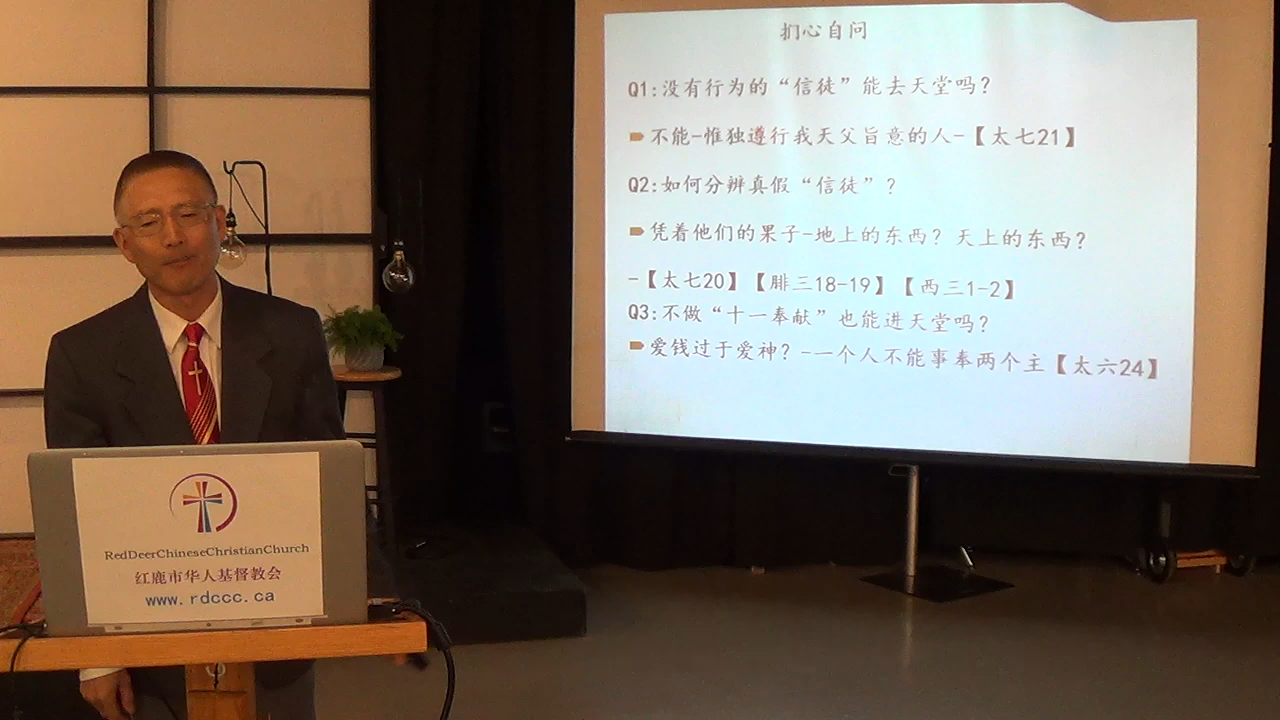 扪心自问
Q1:没有行为的“信徒”能去天堂吗?
不能-惟独遵行我天父旨意的人-【太七21】
Q2:如何分辨真假“信徒”?
凭着他们的果子-地上的东西? 天上的东西?
-【太七20】【腓三18-19】【西三1-2】
Q3:不做“十一奉献”也能进天堂吗?
爱钱过于爱神?-一个人不能事奉两个主【太六24】
RedDeerChineseChristianChurch
红鹿市华人基督教会
www.rdccc.ca